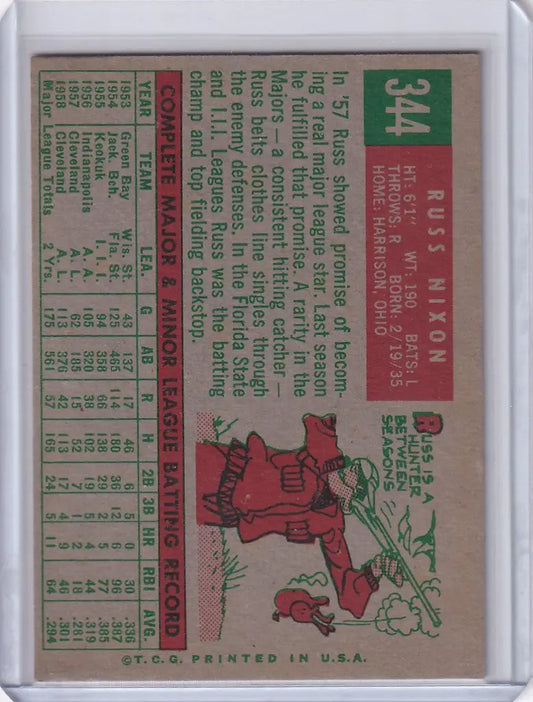 344
RUSS NIXON
HT: 6'1" WT: 190 BATS: L
THROWS: R BORN: 2/19/35
HOME: HARRISON, OHIO
In '57 Russ showed promise of becom-
ing a real major league star. Last season
he fulfilled that promise. A rarity in the
Majors — a consistent hitting catcher —
Russ belts clothes line singles through
the enemy defenses. In the Florida State
and I.I.I. Leagues Russ was the batting
champ and top fielding backstop.
RUSS IS A
HUNTER
BETWEEN
SEASONS
COMPLETE MAJOR & MINOR LEAGUE BATTING RECORD
YEAR TEAM LEA. G AB R H 2B 3B HR RBI AVG.
1953 Green Bay Wis. St. 43 137 17 46 6 5 0 30 .336
1954 Jack. Bch. Fla. St. 125 465 114 180 36 12 6 96 .387
1955 Keokuk I. I. I. 94 358 66 138 20 5 5 77 .385
1956 Indianapolis A. A. 105 320 38 102 29 4 3 44 .319
1957 Cleveland A. L. 62 185 15 52 7 1 2 18 .281
1958 Cleveland A. L. 113 376 42 113 17 4 9 46 .301
Major League Totals 2 Yrs. 175 561 57 165 24 5 11 64 .294
©T.C.G. PRINTED IN U.S.A.